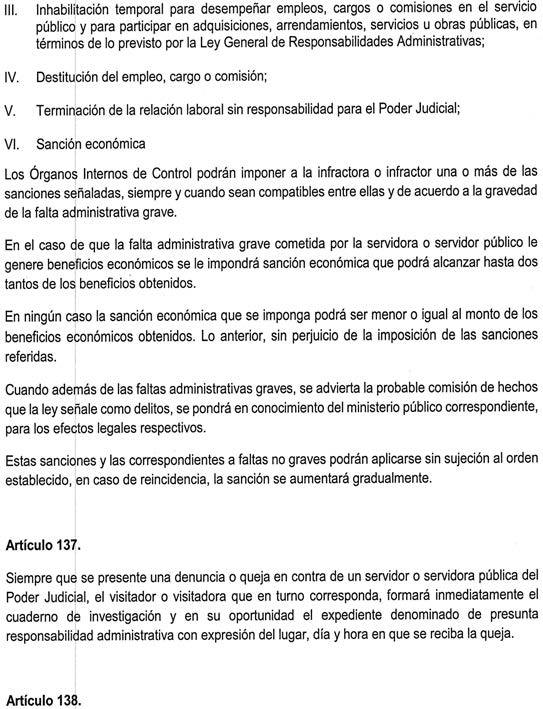 III. Inhabilitación temporal para desempeñar empleos, cargos o comisiones en el servicio
público y para participar en adquisiciones, arrendamientos, servicios u obras públicas, en
términos de lo previsto por la Ley General de Responsabilidades Administrativas;
IV. Destitución del empleo, cargo o comisión;
V. Terminación de la relación laboral sin responsabilidad para el Poder Judicial;
VI. Sanción económica
Los Órganos Internos de Control podrán imponer a la infractora o infractor una o más de las
sanciones señaladas, siempre y cuando sean compatibles entre ellas y de acuerdo a la gravedad
de la falta administrativa grave.
En el caso de que la falta administrativa grave cometida por la servidora o servidor público le
genere beneficios económicos se le impondrá sanción económica que podrá alcanzar hasta dos
tantos de los beneficios obtenidos.
En ningún caso la sanción económica que se imponga podrá ser menor o igual al monto de los
beneficios económicos obtenidos. Lo anterior, sin perjuicio de la imposición de las sanciones
referidas.
Cuando además de las faltas administrativas graves, se advierta la probable comisión de hechos
que la ley señale como delitos, se pondrá en conocimiento del ministerio público correspondiente,
para los efectos legales respectivos.
Estas sanciones y las correspondientes a faltas no graves podrán aplicarse sin sujeción al orden
establecido, en caso de reincidencia, la sanción se aumentará gradualmente.
Artículo 137.
Siempre que se presente una denuncia o queja en contra de un servidor o servidora pública del
Poder Judicial, el visitador o visitadora que en turno corresponda, formará inmediatamente el
cuaderno de investigación y en su oportunidad el expediente denominado de presunta
responsabilidad administrativa con expresión del lugar, día y hora en que se reciba la queja.
Artículo 138.